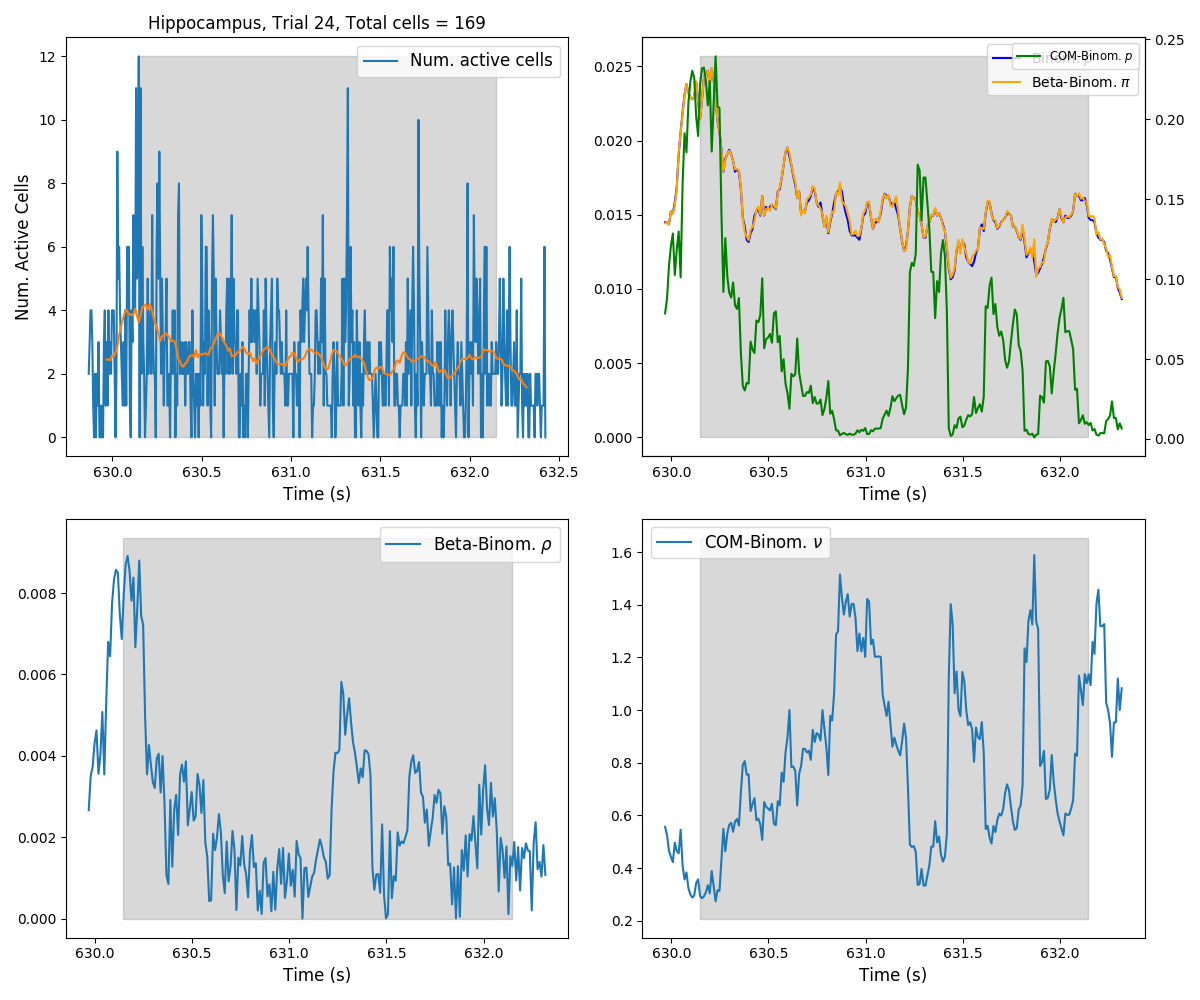 Hippocampus, Trial 24, Total cells = 169
Num. active cells
Num. Active Cells
12
10
8
6
4
2
0
630.0 630.5 631.0 631.5 632.0 632.5
Time (s)
COM-Binom. p
Beta-Binom. π
0.025
0.020
0.015
0.010
0.005
0.000
0.25
0.20
0.15
0.10
0.05
0.00
630.0 630.5 631.0 631.5 632.0
Time (s)
Beta-Binom. ρ
0.008
0.006
0.004
0.002
0.000
630.0 630.5 631.0 631.5 632.0
Time (s)
COM-Binom. ν
1.6
1.4
1.2
1.0
0.8
0.6
0.4
0.2
630.0 630.5 631.0 631.5 632.0
Time (s)